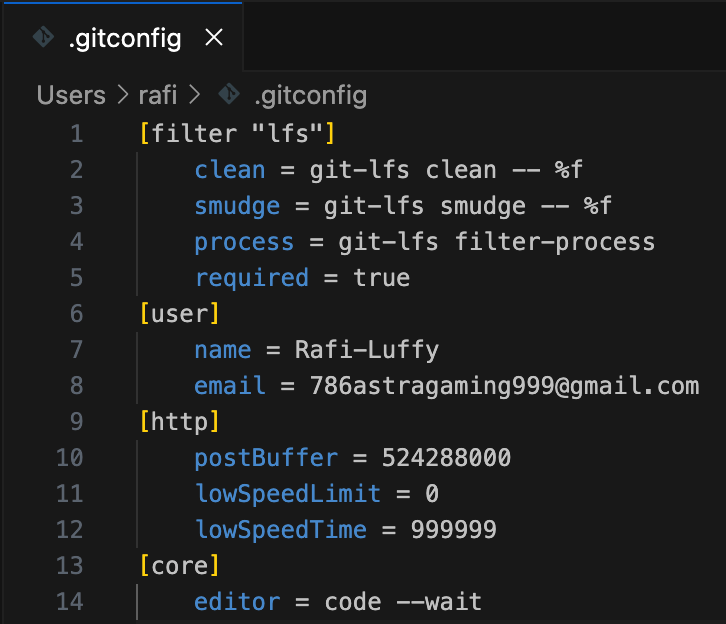 .gitconfig
Users > rafi > .gitconfig
1 [filter "lfs"]
2 clean = git-lfs clean -- %f
3 smudge = git-lfs smudge -- %f
4 process = git-lfs filter-process
5 required = true
6 [user]
7 name = Rafi-Luffy
8 email = 786astragaming999@gmail.com
9 [http]
10 postBuffer = 524288000
11 lowSpeedLimit = 0
12 lowSpeedTime = 999999
13 [core]
14 editor = code --wait